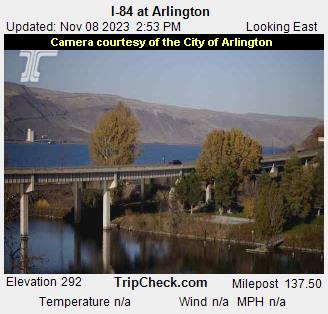 I-84 at Arlington
Updated: Nov 08 2023 2:53 PM Looking East
Camera courtesy of the City of Arlington
Elevation 292 TripCheck.com Milepost 137.50
Temperature n/a Wind n/a MPH n/a